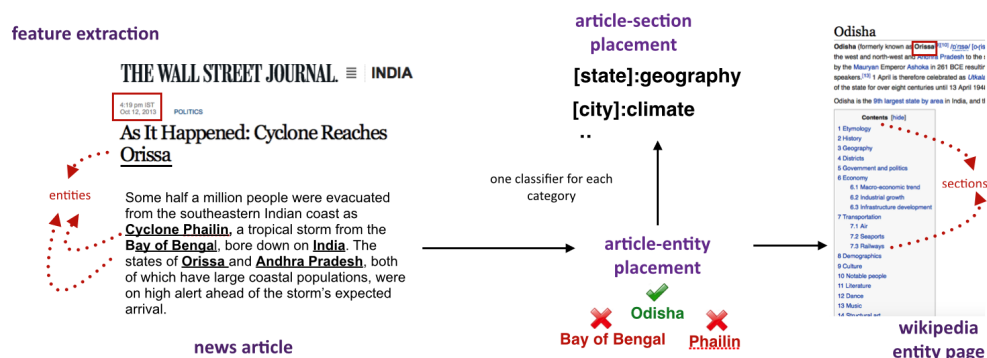 feature extraction
THE WALL STREET JOURNAL. ≡ INDIA
4:19 pm IST
Oct 12, 2013
POLITICS
As It Happened: Cyclone Reaches
Orissa
entities
Some half a million people were evacuated
from the southeastern Indian coast as
Cyclone Phailin, a tropical storm from the
Bay of Bengal, bore down on India. The
states of Orissa and Andhra Pradesh, both
of which have large coastal populations, were
on high alert ahead of the storm's expected
arrival.
news article
article-section
placement
[state]:geography
[city]:climate
..
one classifier for each
category
article-entity
placement
Odisha
Bay of Bengal
Phailin
Odisha
Odisha (formerly known as Orissa
the west and north-west and Andhra Pradesh to the
by the Mauryan Emperor Ashoka in 261 BCE resultin
speakers.[13] 1 April is therefore celebrated as Utkala
of the state for over eight centuries until 13 April 194
Odisha is the 9th largest state by area in India, and th
Contents [hide]
1 Etymology
2 History
3 Geography
4 Districts
5 Government and politics
6 Economy
6.1 Macro-economic trend
6.2 Industrial growth
6.3 Infrastructure development
7 Transportation
7.1 Air
7.2 Seaports
7.3 Railways
8 Demographics
9 Culture
10 Notable people
11 Literature
12 Dance
13 Music
14 Structural art
sections
wikipedia
entity page